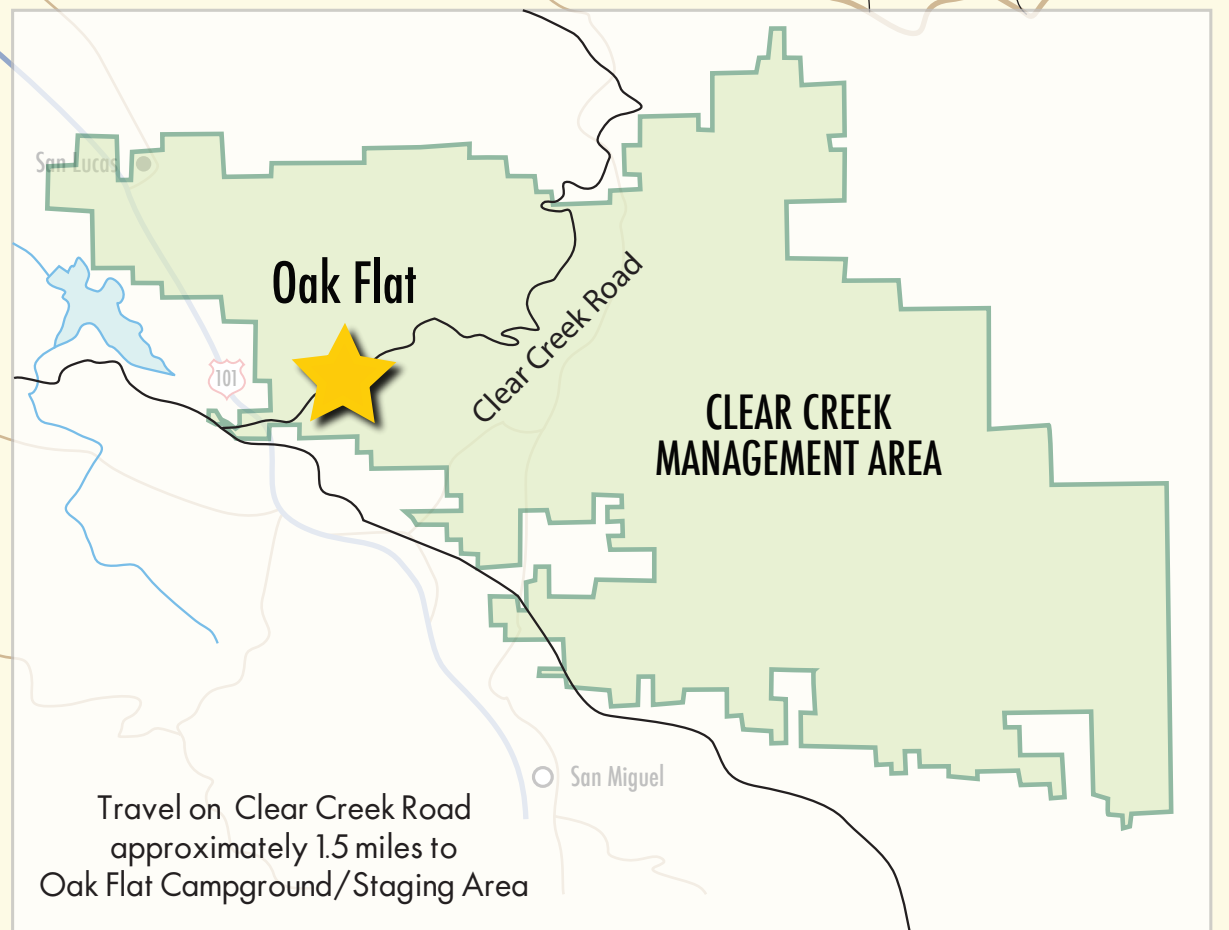 San Lucas
Oak Flat
Clear Creek Road
101
CLEAR CREEK
MANAGEMENT AREA
San Miguel
Travel on Clear Creek Road
approximately 1.5 miles to
Oak Flat Campground/Staging Area